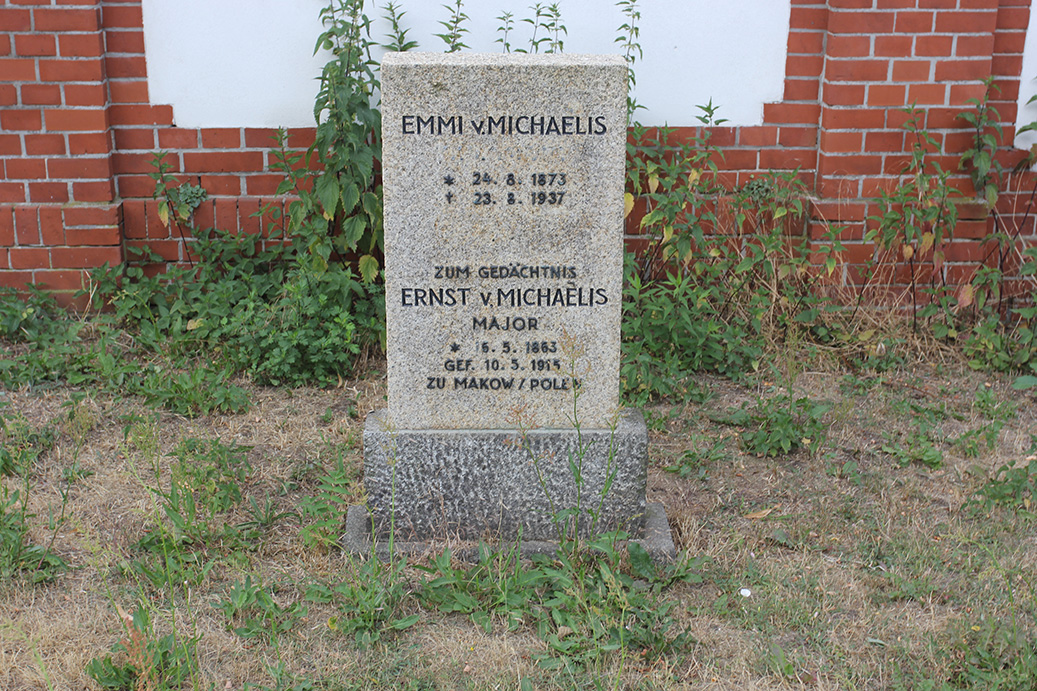 EMMI v. MICHAELIS
* 24. 8. 1873
† 23. 8. 1937
ZUM GEDÄCHTNIS
ERNST v. MICHAELIS
MAJOR
* 6. 5. 1863
GEF. 10. 5. 1915
ZU MAKOW / POLEN